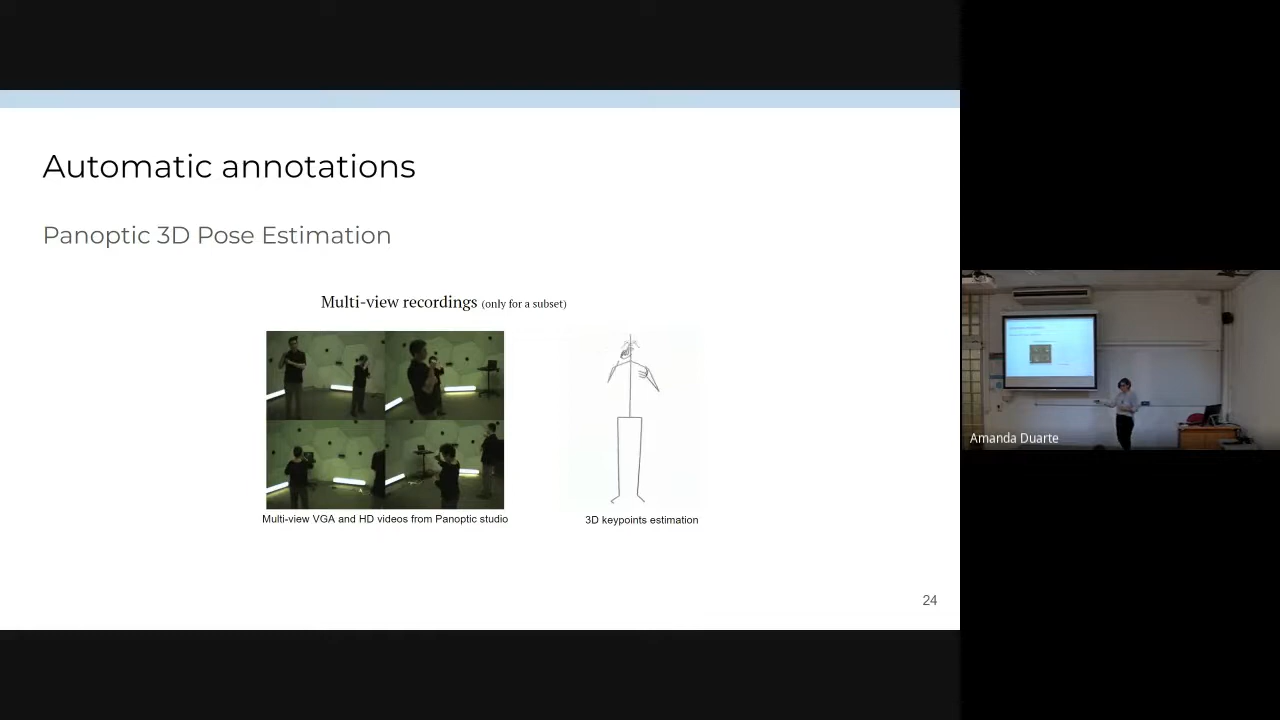 Automatic annotations
Panoptic 3D Pose Estimation
Multi-view recordings (only for a subset)
Multi-view VGA and HD videos from Panoptic studio
3D keypoints estimation
24
Amanda Duarte